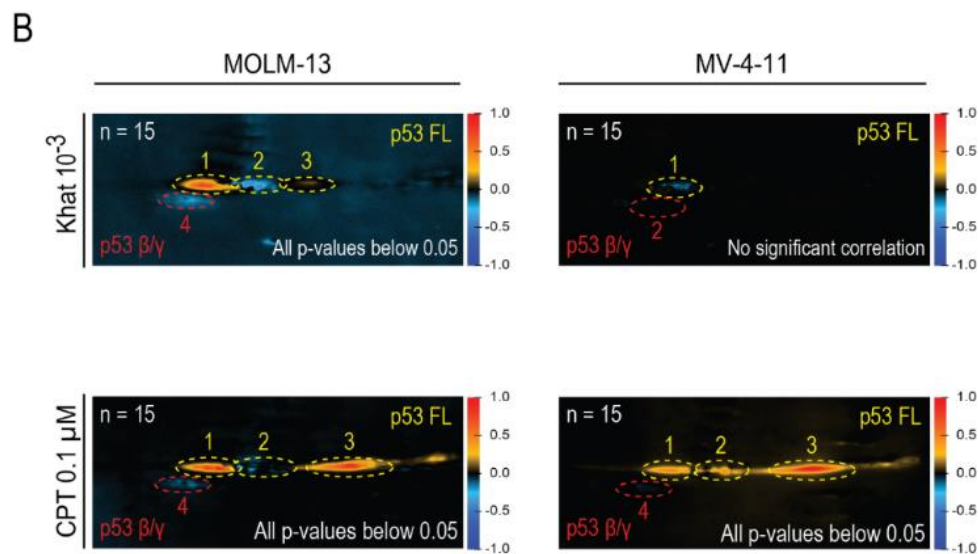 B
MOLM-13
MV-4-11
Khat 10⁻³
n = 15
p53 FL
1
2
3
4
p53 β/γ
All p-values below 0.05
1.0
0.5
0.0
-0.5
-1.0
n = 15
p53 FL
1
2
p53 β/γ
No significant correlation
1.0
0.5
0.0
-0.5
-1.0
CPT 0.1 µM
n = 15
p53 FL
1
2
3
4
p53 β/γ
All p-values below 0.05
1.0
0.5
0.0
-0.5
-1.0
n = 15
p53 FL
1
2
3
4
p53 β/γ
All p-values below 0.05
1.0
0.5
0.0
-0.5
-1.0